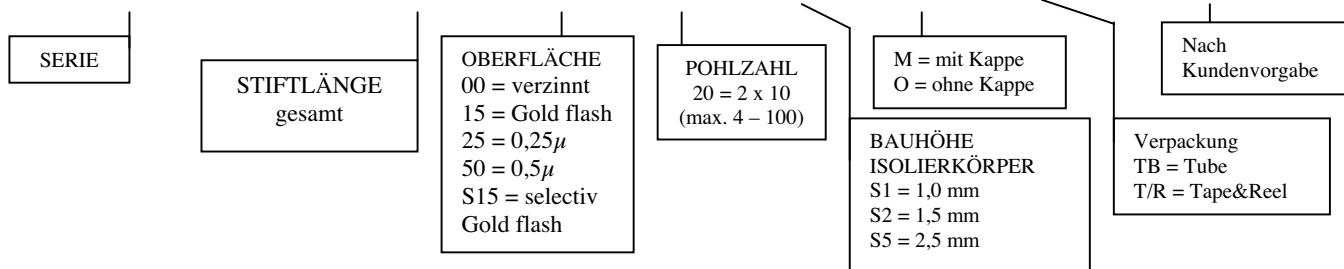 SERIE
STIFTLÄNGE
gesamt
OBERFLÄCHE
00 = verzinnt
15 = Gold flash
25 = 0,25µ
50 = 0,5µ
S15 = selectiv
Gold flash
POHLZAHL
20 = 2 x 10
(max. 4 – 100)
M = mit Kappe
O = ohne Kappe
BAUHÖHE
ISOLIERKÖRPER
S1 = 1,0 mm
S2 = 1,5 mm
S5 = 2,5 mm
Nach
Kundenvorgabe
Verpackung
TB = Tube
T/R = Tape&Reel